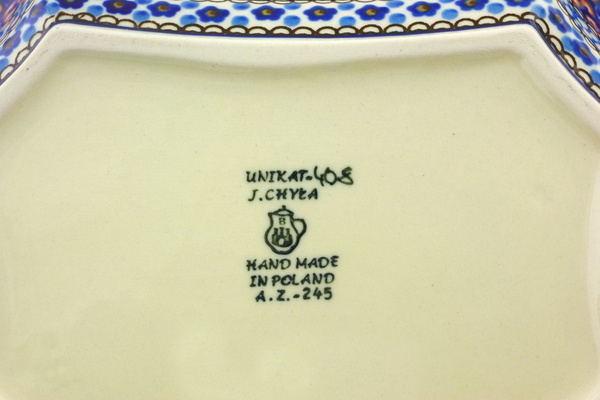 UNIKAT-408
J. CHYŁA
B
HAND MADE
IN POLAND
A.Z.-245